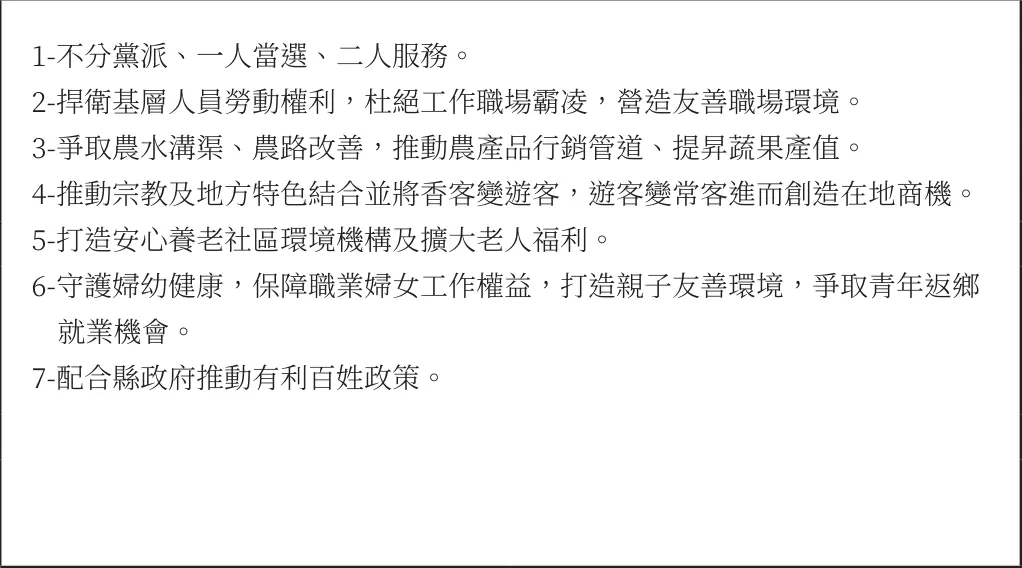 1-不分黨派、一人當選、二人服務。
2-捍衛基層人員勞動權利，杜絕工作職場霸凌，營造友善職場環境。
3-爭取農水溝渠、農路改善，推動農產品行銷管道、提昇蔬果產值。
4-推動宗教及地方特色結合並將香客變遊客，遊客變常客進而創造在地商機。
5-打造安心養老社區環境機構及擴大老人福利。
6-守護婦幼健康，保障職業婦女工作權益，打造親子友善環境，爭取青年返鄉
就業機會。
7-配合縣政府推動有利百姓政策。